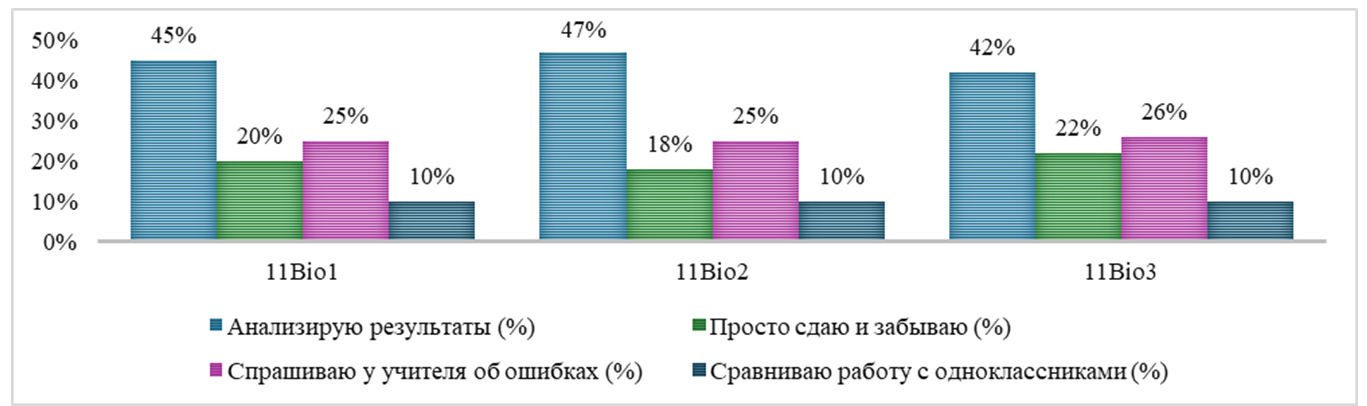 50%
40%
30%
20%
10%
0%
45%
20%
25%
10%
47%
18%
25%
10%
42%
22%
26%
10%
11Bio1
11Bio2
11Bio3
Анализирую результаты (%)
Просто сдаю и забываю (%)
Спрашиваю у учителя об ошибках (%)
Сравниваю работу с одноклассниками (%)